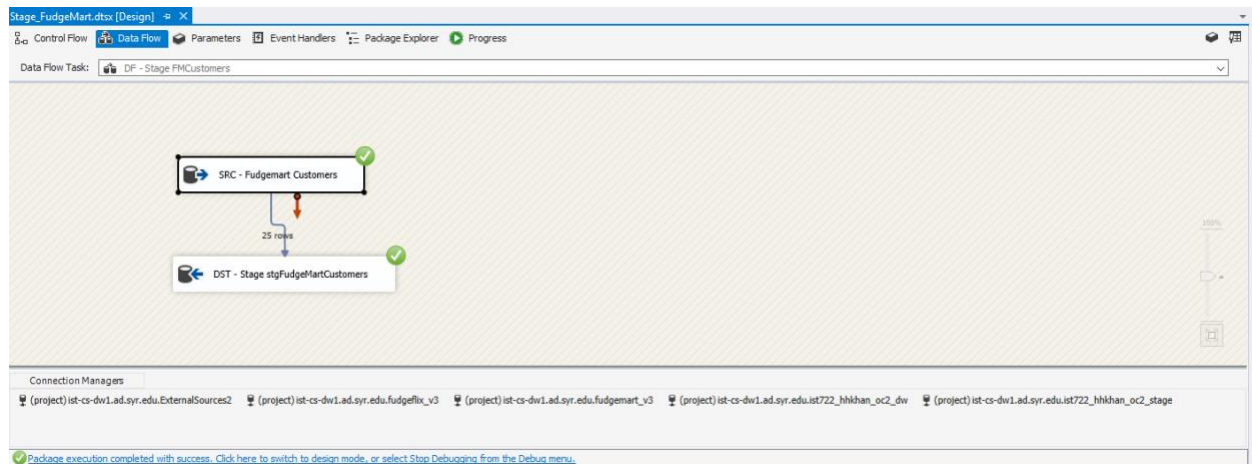 Stage_FudgeMart.dtsx [Design]
Control Flow Data Flow Parameters Event Handlers Package Explorer Progress
Data Flow Task: DF - Stage FMCustomers
SRC - Fudgemart Customers
25 rows
DST - Stage stgFudgeMartCustomers
100%
Connection Managers
(project) ist-cs-dw1.ad.syr.edu.ExternalSources2 (project) ist-cs-dw1.ad.syr.edu.fudgeflix_v3 (project) ist-cs-dw1.ad.syr.edu.fudgemart_v3 (project) ist-cs-dw1.ad.syr.edu.ist722_hhkhan_oc2_dw (project) ist-cs-dw1.ad.syr.edu.ist722_hhkhan_oc2_stage
Package execution completed with success. Click here to switch to design mode, or select Stop Debugging from the Debug menu.